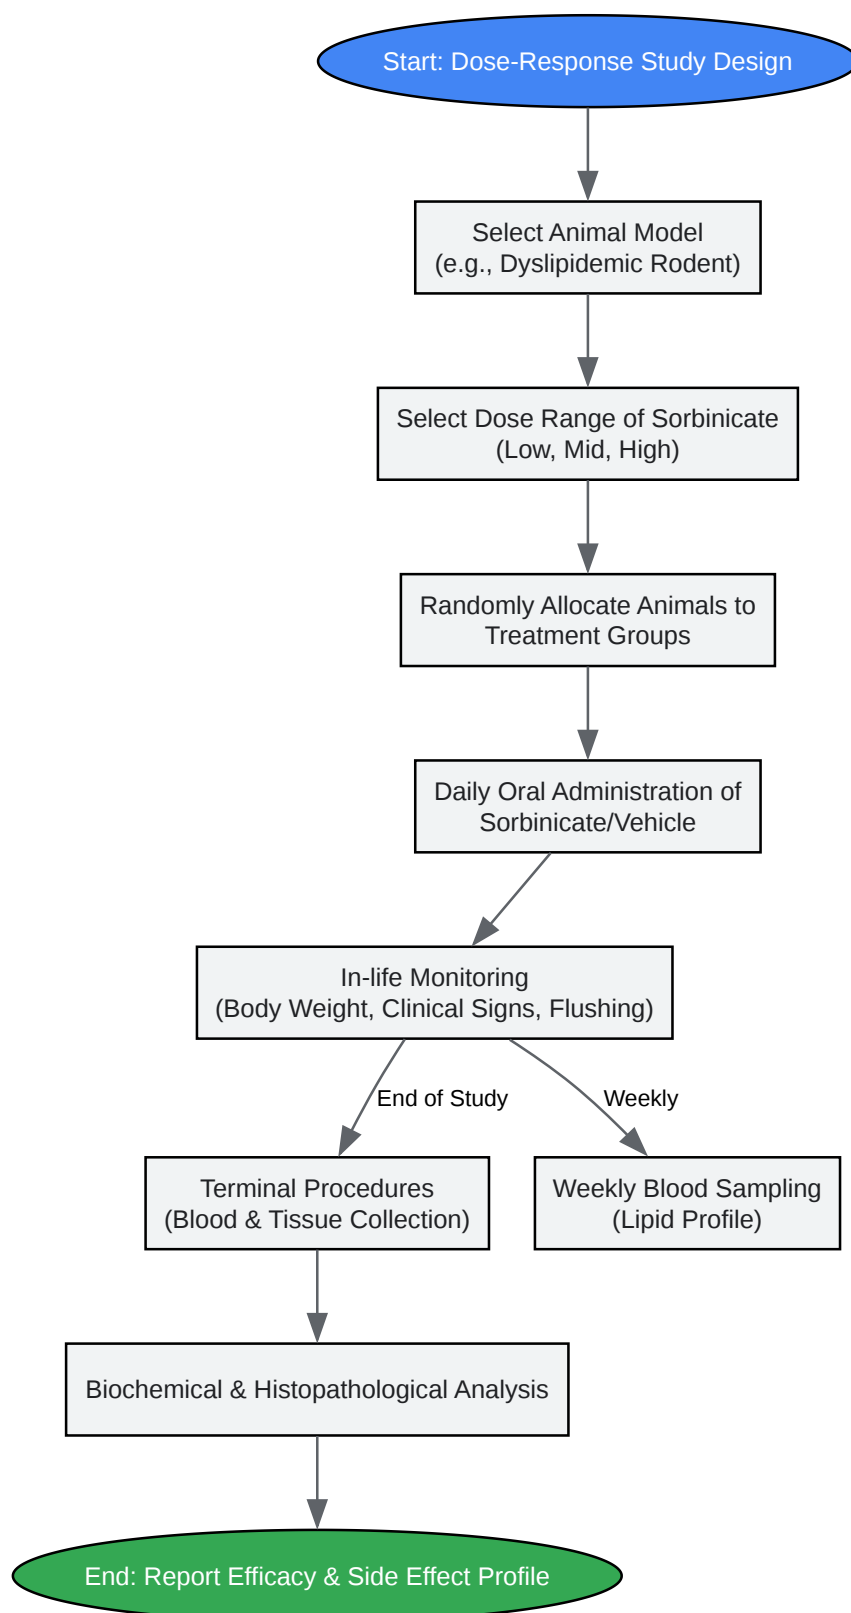 Start: Dose-Response Study Design
Select Animal Model
(e.g., Dyslipidemic Rodent)
Select Dose Range of Sorbinicate
(Low, Mid, High)
Randomly Allocate Animals to
Treatment Groups
Daily Oral Administration of
Sorbinicate/Vehicle
In-life Monitoring
(Body Weight, Clinical Signs, Flushing)
End of Study
Weekly
Terminal Procedures
(Blood & Tissue Collection)
Weekly Blood Sampling
(Lipid Profile)
Biochemical & Histopathological Analysis
End: Report Efficacy & Side Effect Profile